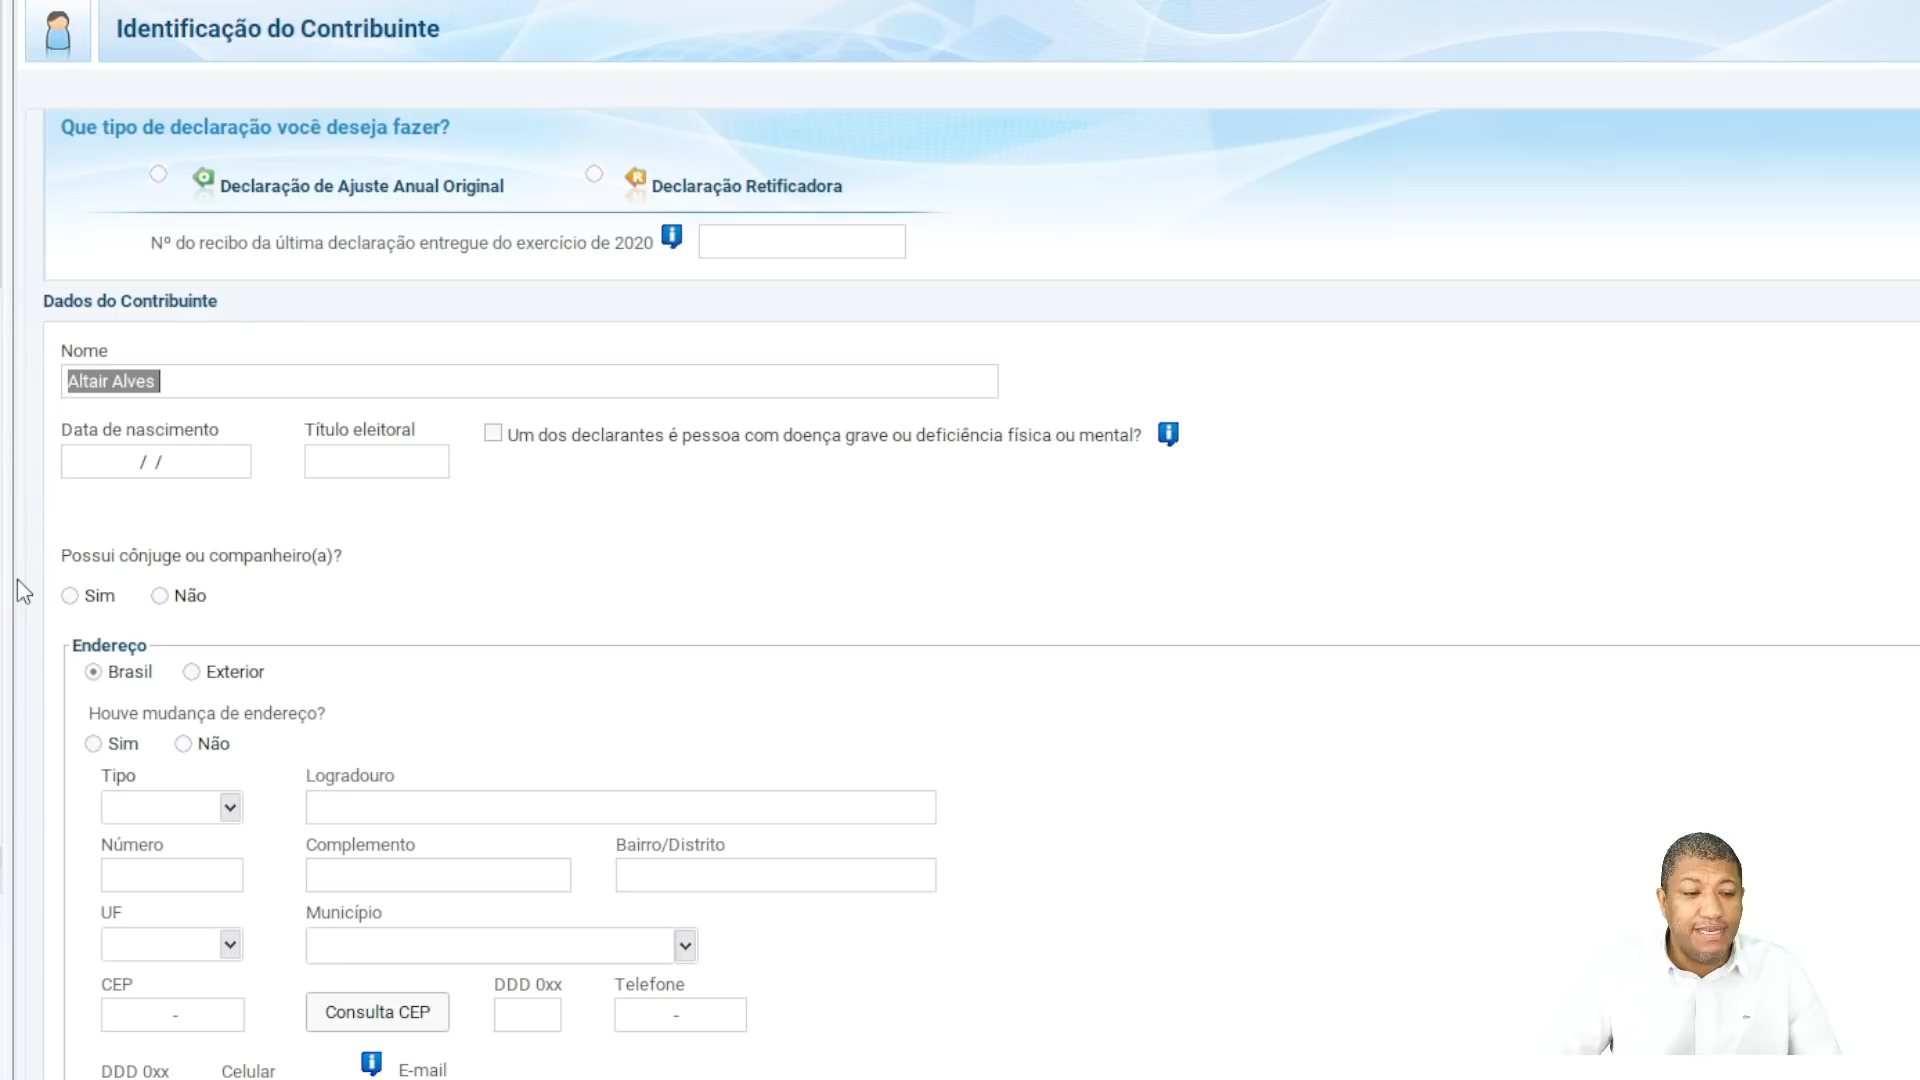 Identificação do Contribuinte
Que tipo de declaração você deseja fazer?
Declaração de Ajuste Anual Original
Declaração Retificadora
Nº do recibo da última declaração entregue do exercício de 2020
Dados do Contribuinte
Nome
Altair Alves
Data de nascimento
Título eleitoral
Um dos declarantes é pessoa com doença grave ou deficiência física ou mental?
/ /
Possui cônjuge ou companheiro(a)?
Sim
Não
Endereço
Brasil
Exterior
Houve mudança de endereço?
Sim
Não
Tipo
Logradouro
Número
Complemento
Bairro/Distrito
UF
Município
CEP
DDD 0xx
Telefone
-
Consulta CEP
-
DDD 0xx
Celular
E-mail